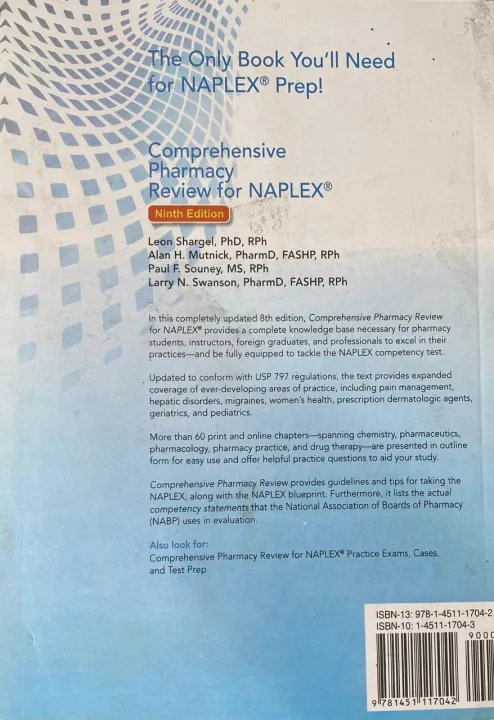 The Only Book You'll Need
for NAPLEX® Prep!
Comprehensive
Pharmacy
Review for NAPLEX®
Ninth Edition
Leon Shargel, PhD, RPh
Alan H. Mutnick, PharmD, FASHP, RPh
Paul F. Souney, MS, RPh
Larry N. Swanson, PharmD, FASHP, RPh
In this completely updated 8th edition, Comprehensive Pharmacy Review
for NAPLEX® provides a complete knowledge base necessary for pharmacy
students, instructors, foreign graduates, and professionals to excel in their
practices—and be fully equipped to tackle the NAPLEX competency test.
Updated to conform with USP 797 regulations, the text provides expanded
coverage of ever-developing areas of practice, including pain management,
hepatic disorders, migraines, women's health, prescription dermatologic agents,
geriatrics, and pediatrics.
More than 60 print and online chapters—spanning chemistry, pharmaceutics,
pharmacology, pharmacy practice, and drug therapy—are presented in outline
form for easy use and offer helpful practice questions to aid your study.
Comprehensive Pharmacy Review provides guidelines and tips for taking the
NAPLEX, along with the NAPLEX blueprint. Furthermore, it lists the actual
competency statements that the National Association of Boards of Pharmacy
(NABP) uses in evaluation.
Also look for:
Comprehensive Pharmacy Review for NAPLEX® Practice Exams, Cases,
and Test Prep
ISBN-13: 978-1-4511-1704-2
ISBN-10: 1-4511-1704-3
9000
9 781451 117042